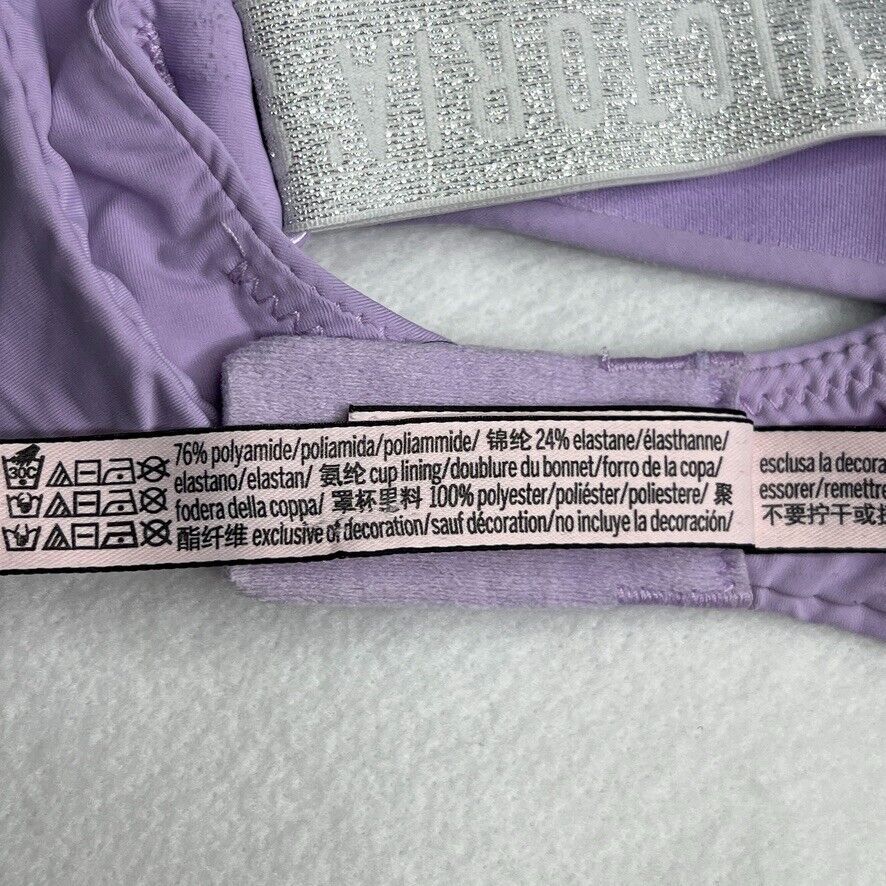 VICTORIA
30C
76% polyamide/poliamida/poliammide/ 锦纶 24% elastane/élasthanne/
elastano/elastan/ 氨纶 cup lining/doublure du bonnet/forro de la copa/
fodera della coppa/ 罩杯里料 100% polyester/poliéster/poliestere/ 聚
酯纤维 exclusive of decoration/sauf décoration/no incluye la decoración/
esclusa la decora
essorer/remettre
不要拧干或